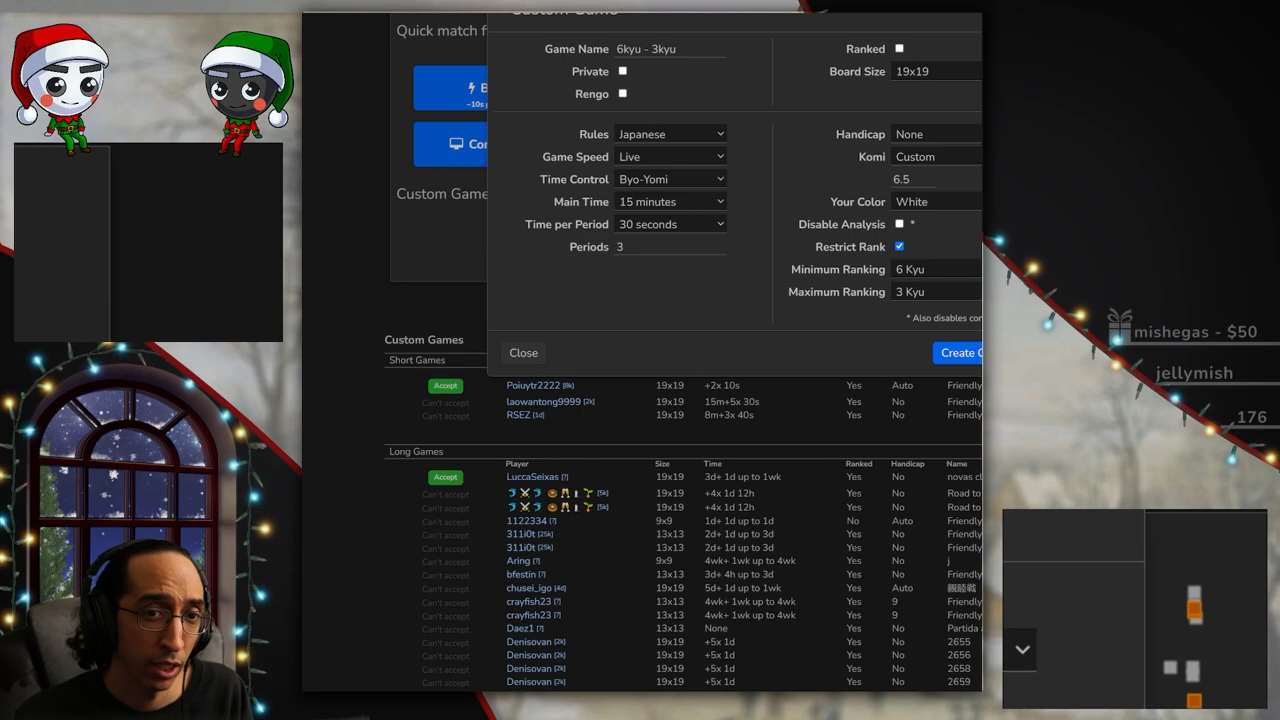 Custom Game
Quick match f
Game Name 6kyu - 3kyu Ranked
Private Board Size 19x19
B
~10s p
Rengo
Rules Japanese Handicap None
Con
Game Speed Live Komi Custom
Time Control Byo-Yomi 6.5
Custom Game
Main Time 15 minutes Your Color White
Time per Period 30 seconds Disable Analysis *
Periods 3 Restrict Rank
Minimum Ranking 6 Kyu
Maximum Ranking 3 Kyu
* Also disables con
Custom Games
Close Create G
Short Games
Accept Poiuytr2222 [8k] 19x19 +2x 10s Yes Auto Friendly
Can't accept laowantong9999 [2k] 19x19 15m+5x 30s Yes No Friendly
Can't accept RSEZ [1d] 19x19 8m+3x 40s Yes No Friendly
Long Games
Player Size Time Ranked Handicap Name
Accept LuccaSeixas [?] 19x19 3d+ 1d up to 1wk Yes No novas cl
Can't accept [5k] 19x19 +4x 1d 12h Yes No Road to
Can't accept [5k] 19x19 +4x 1d 12h Yes No Road to
Can't accept 1122334 [?] 9x9 1d+ 1d up to 1d No Auto Friendly
Can't accept 311i0t [25k] 13x13 2d+ 1d up to 3d Yes No Friendly
Can't accept 311i0t [25k] 13x13 2d+ 1d up to 3d Yes No Friendly
Can't accept Aring [?] 9x9 4wk+ 1wk up to 4wk Yes No j
Can't accept bfestin [?] 13x13 3d+ 4h up to 3d Yes No Friendly
Can't accept chusei_igo [4d] 19x19 5d+ 1d up to 1wk Yes Auto 親睦戦
Can't accept crayfish23 [?] 13x13 4wk+ 1wk up to 4wk Yes 9 Friendly
Can't accept crayfish23 [?] 13x13 4wk+ 1wk up to 4wk Yes 9 Friendly
Can't accept Daez1 [?] 13x13 None Yes No Partida
Can't accept Denisovan [2k] 19x19 +5x 1d Yes No 2655
Can't accept Denisovan [2k] 19x19 +5x 1d Yes No 2656
Can't accept Denisovan [2k] 19x19 +5x 1d Yes No 2658
Can't accept Denisovan [2k] 19x19 +5x 1d Yes No 2659
mishegas - $50
jellymish
176